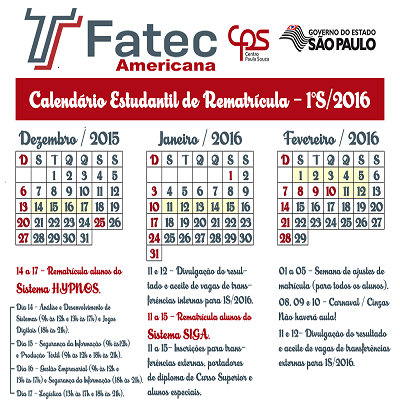 Fatec
Americana
CPS
Centro
Paula Souza
GOVERNO DO ESTADO
SÃO PAULO
Calendário Estudantil de Rematrícula – 1ºS/2016
Dezembro / 2015
D S T Q Q S S
1 2 3 4 5
6 7 8 9 10 11 12
13 14 15 16 17 18 19
20 21 22 23 24 25 26
27 28 29 30 31
14 a 17 - Rematrícula alunos do
Sistema HYPNOS.
Dia 14 - Análise e Desenvolvimento de
Sistemas (9h às 12h e 13h às 17h) e Jogos
Digitais (18h às 21h).
Dia 15 - Segurança da Informação (9h às12h)
e Produção Têxtil (9h às 12h e 18h às 21h).
Dia 16 - Gestão Empresarial (9h às 12h e
13h às 17h) e Segurança da Informação (18h às 21h).
Dia 17 - Logística (13h às 17h e 18h às 21h).
Janeiro / 2016
D S T Q Q S S
1 2
3 4 5 6 7 8 9
10 11 12 13 14 15 16
17 18 19 20 21 22 23
24 25 26 27 28 29 30
31
11 e 12 - Divulgação do resul-
tado e aceite de vagas de trans-
ferências internas para 1S/2016.
11 a 15 - Rematrícula alunos do
Sistema SIGA.
11 a 15- Inscrições para trans-
ferências externas, portadores
de diploma de Curso Superior e
alunos especiais.
Fevereiro / 2016
D S T Q Q S S
1 2 3 4 5 6
7 8 9 10 11 12 13
14 15 16 17 18 19 20
21 22 23 24 25 26 27
28 29
01 a 05 - Semana de ajustes de
matrícula (para todos os alunos).
08, 09 e 10 - Carnaval / Cinzas
Não haverá aula!
11 e 12- Divulgação do resultado
e aceite de vagas de transferências
externas para 1S/2016.